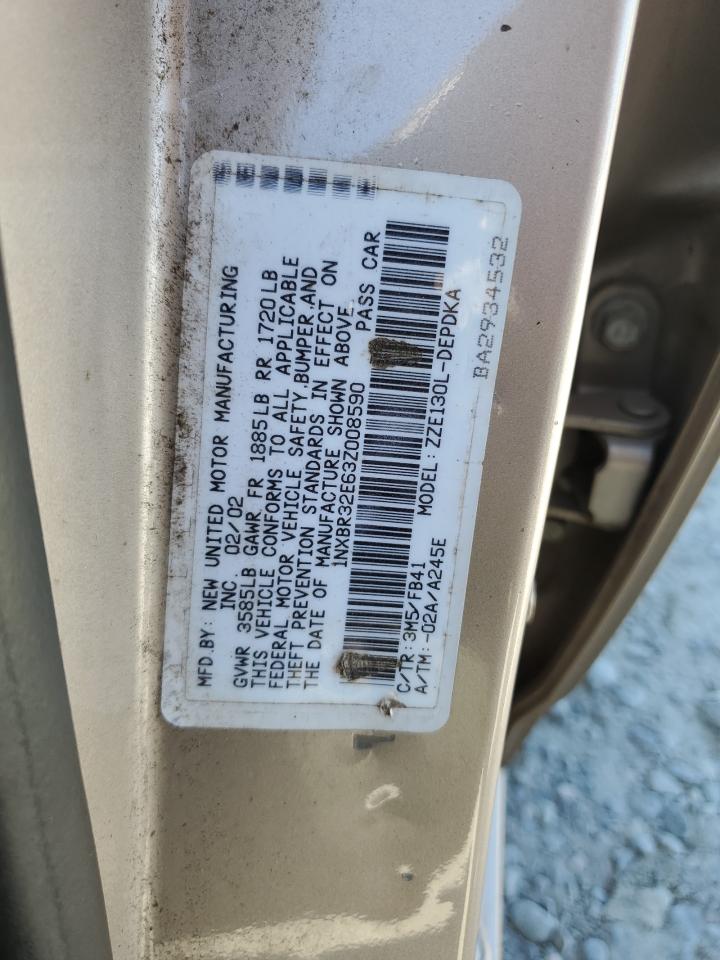 MFD.BY: NEW UNITED MOTOR MANUFACTURING
INC. 02/02
GVWR 3585LB GAWR FR 1885LB RR 1720LB
THIS VEHICLE CONFORMS TO ALL APPLICABLE
FEDERAL MOTOR VEHICLE SAFETY,BUMPER,AND
THEFT PREVENTION STANDARDS IN EFFECT ON
THE DATE OF MANUFACTURE SHOWN ABOVE.
1NXBR32E63Z008590 PASS CAR
C/TR: 3M5/FB41 MODEL: ZZE130L-DEPDKA
A/TM: -02A/A245E
BA2934532